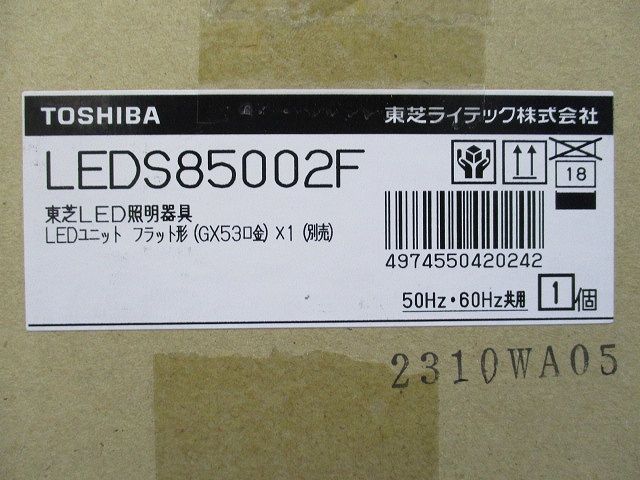 TOSHIBA 東芝ライテック株式会社
LEDS85002F
18
東芝LED照明器具
LEDユニット フラット形 (GX53口金) ×1 (別売)
4974550420242
50Hz・60Hz共用 1個
2310WA05